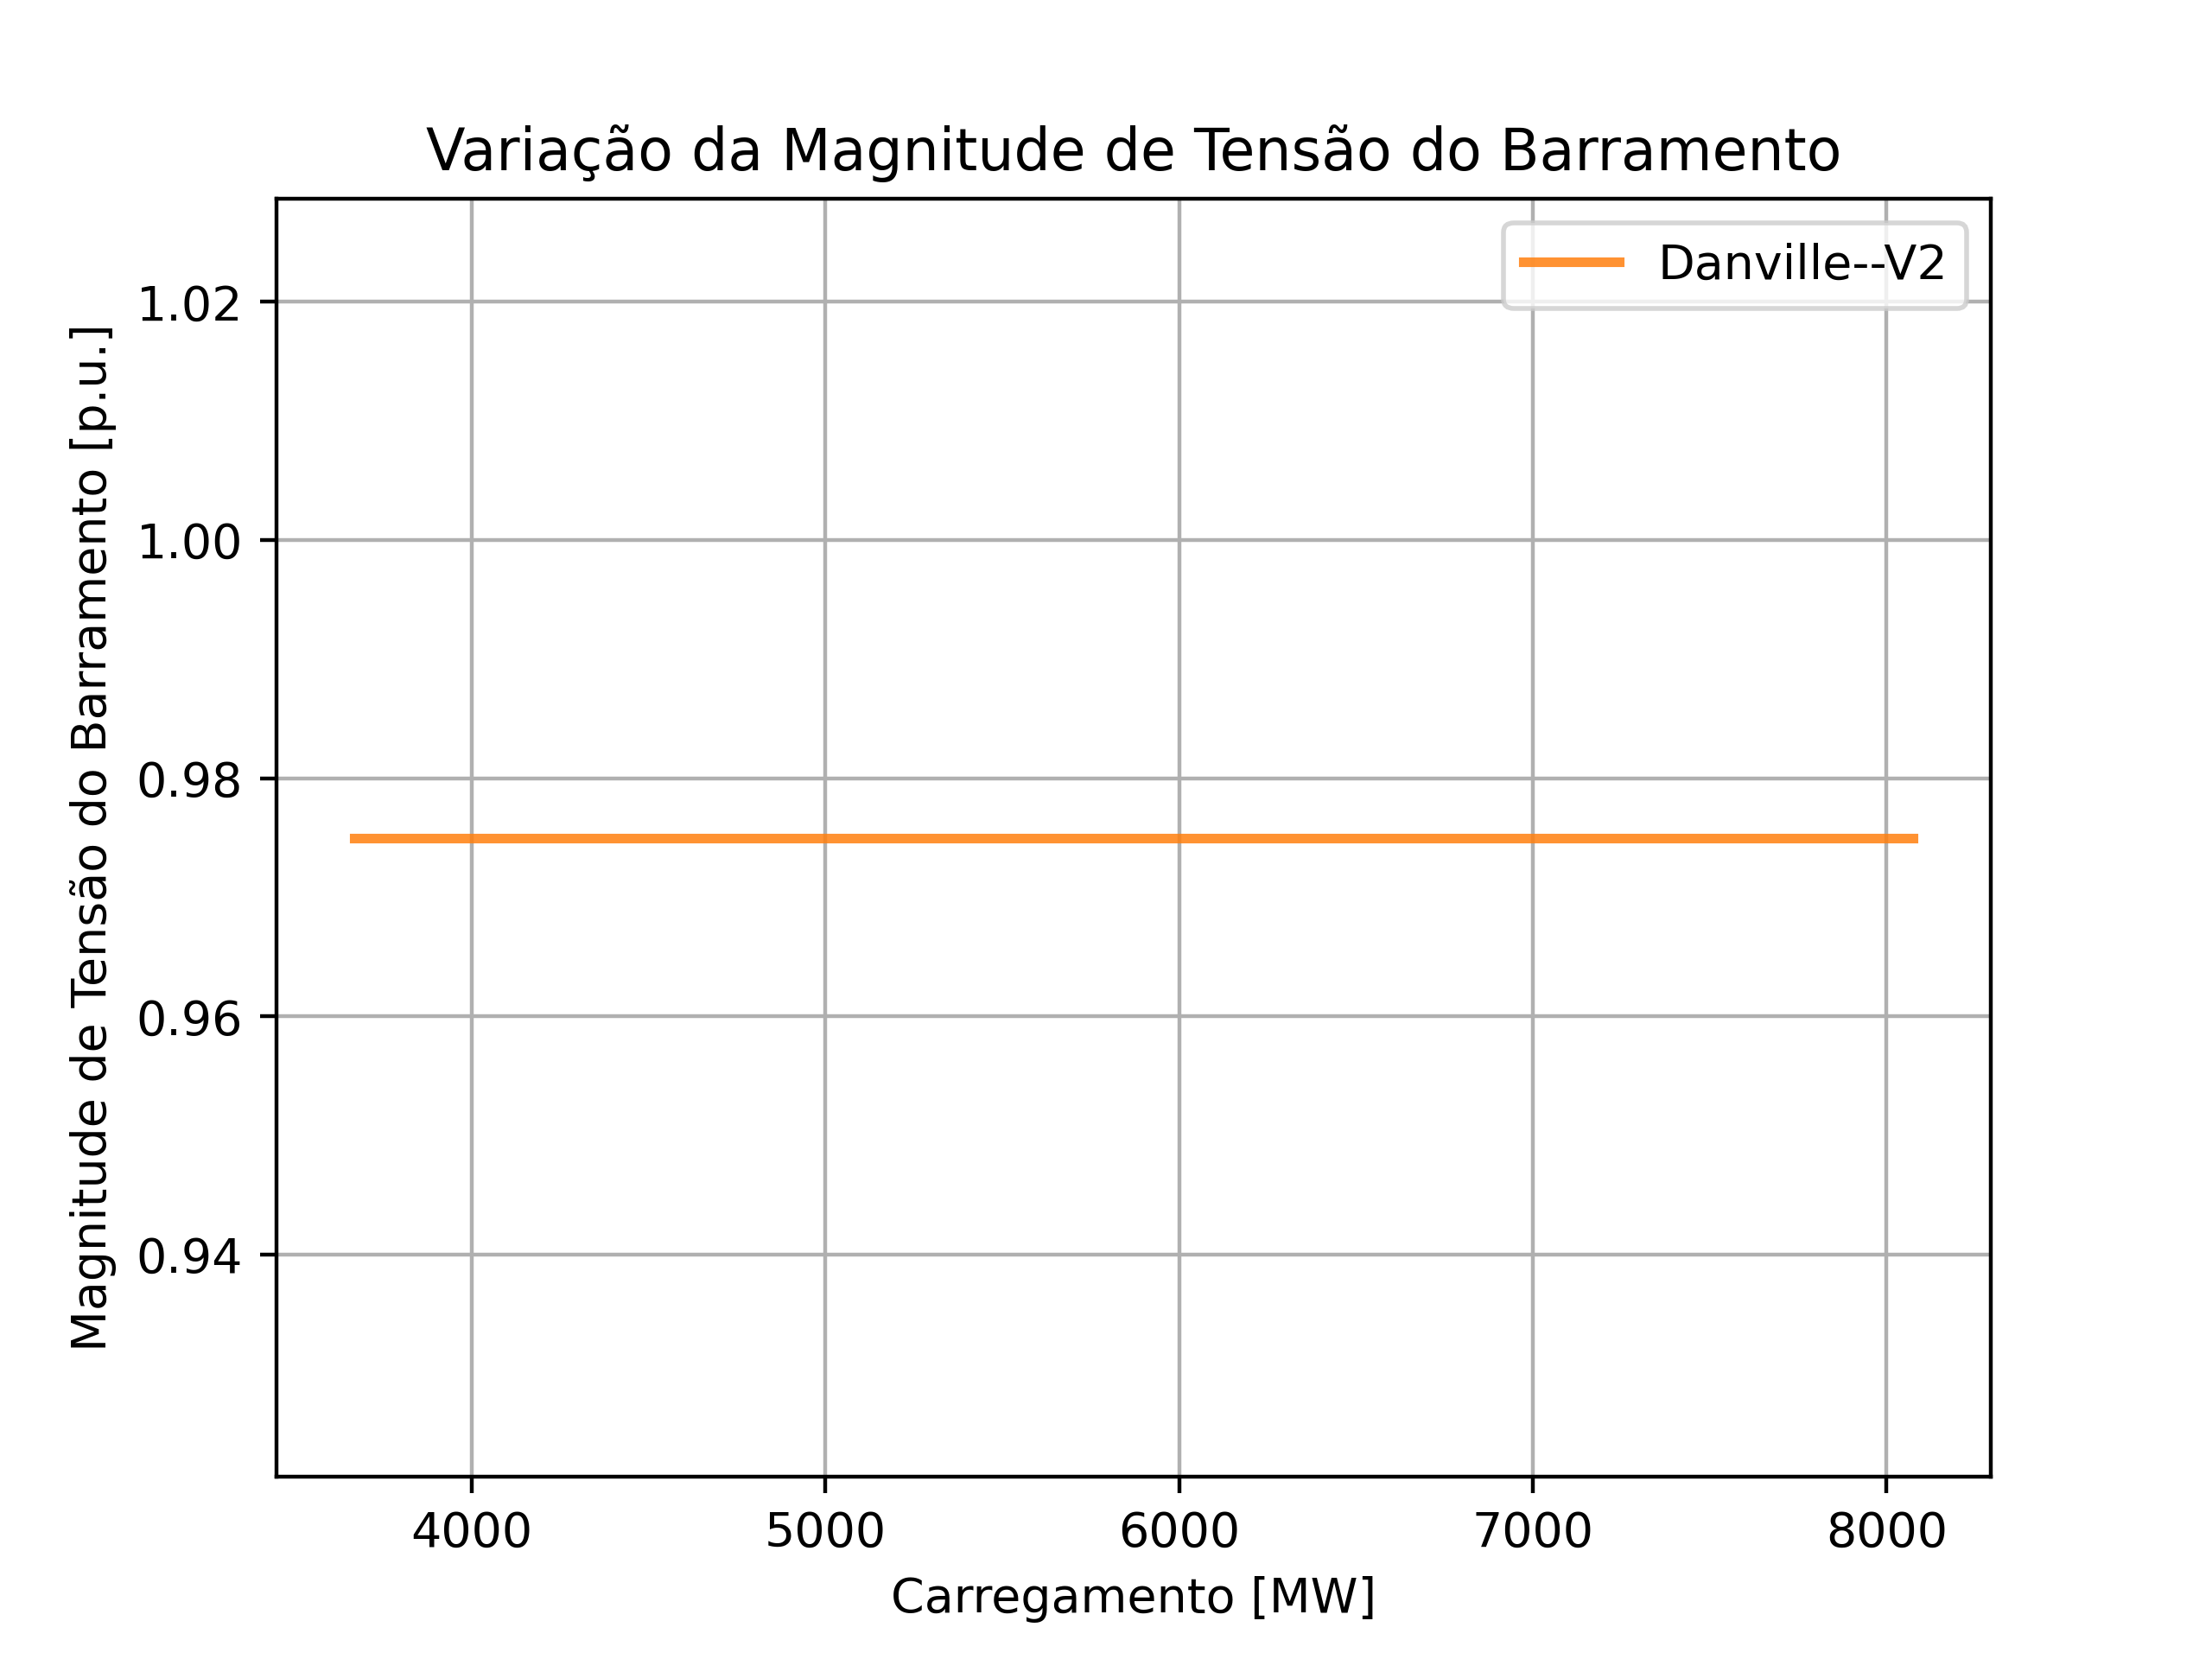 Variação da Magnitude de Tensão do Barramento
Danville--V2
Magnitude de Tensão do Barramento [p.u.]
1.02
1.00
0.98
0.96
0.94
4000 5000 6000 7000 8000
Carregamento [MW]